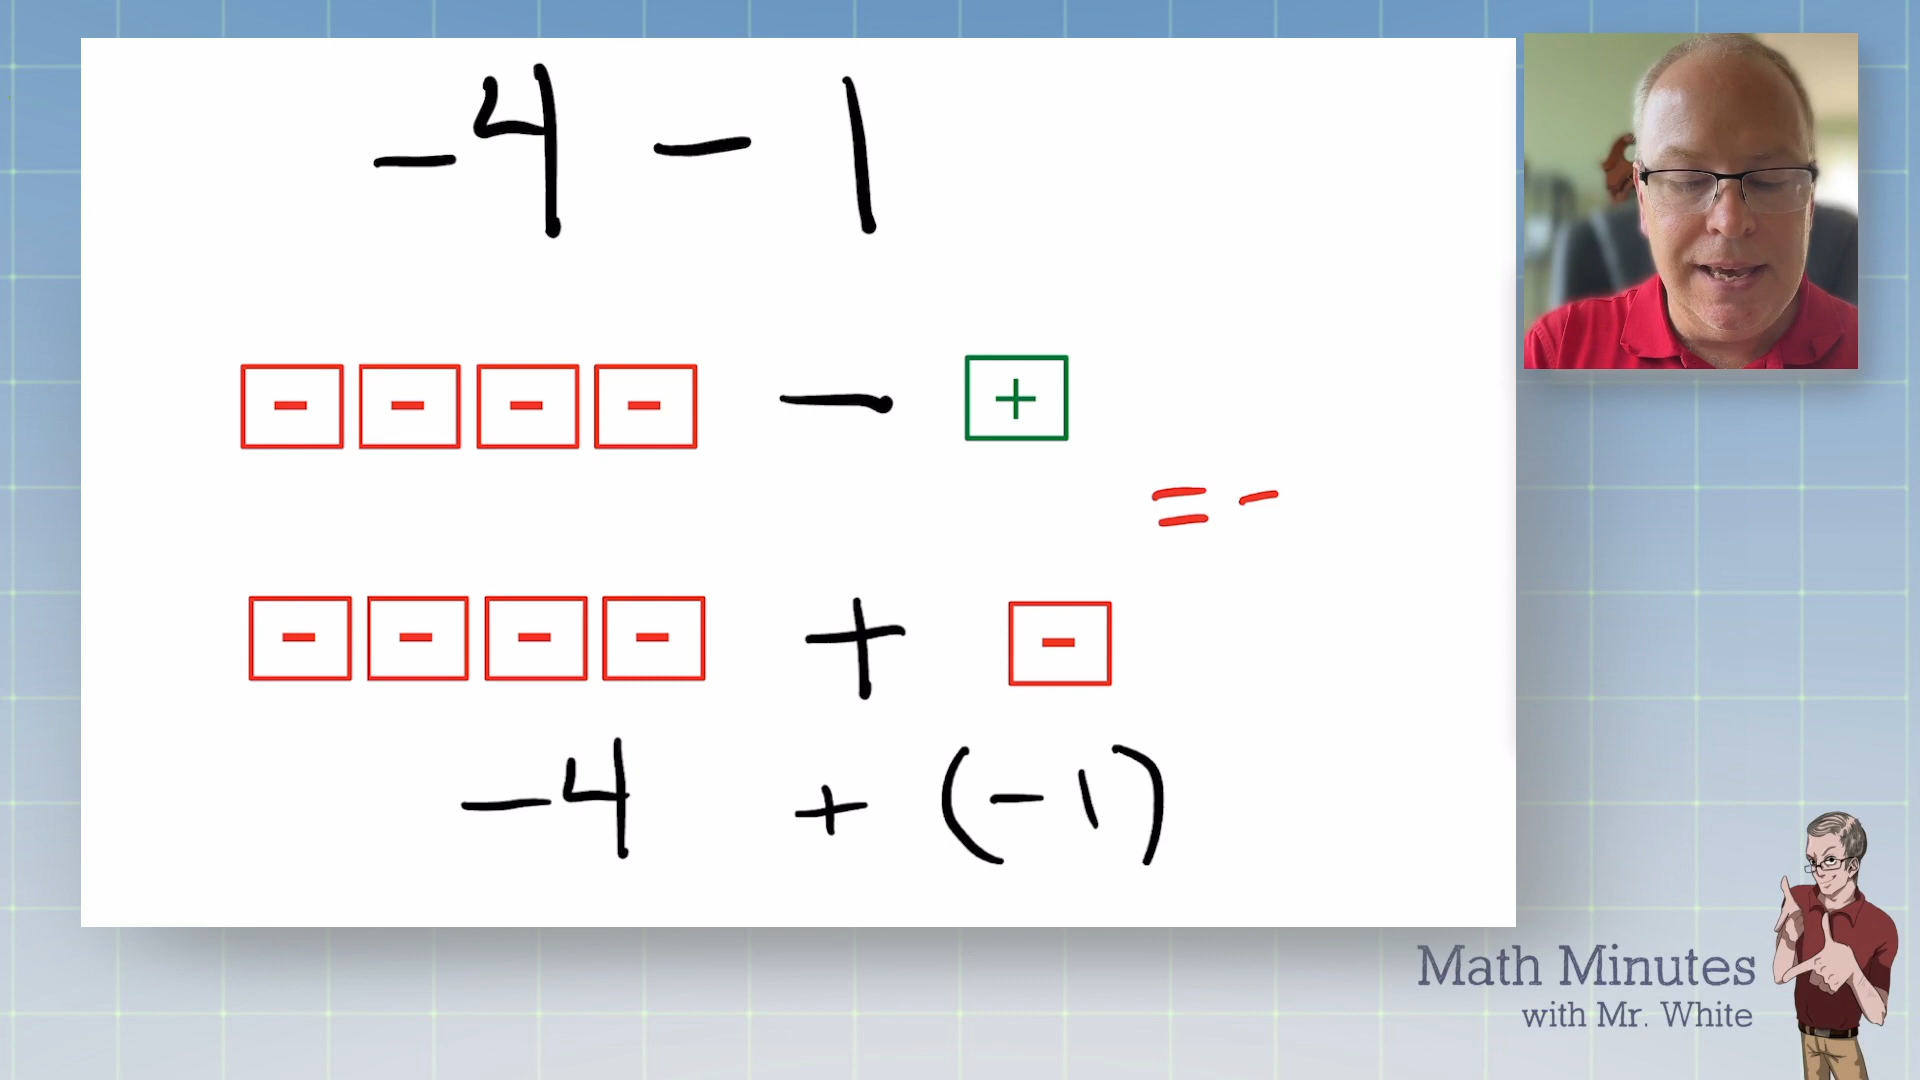 -4 - 1
- - - - - +
= -
- - - - + -
-4 + (-1)
Math Minutes
with Mr. White